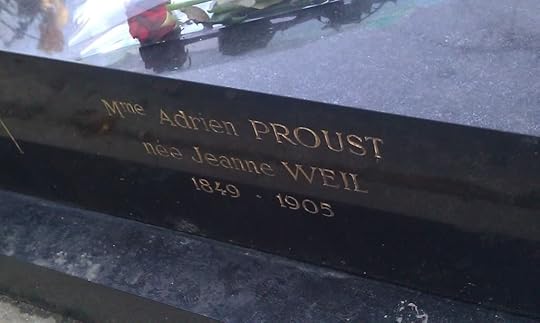 Mme Adrien PROUST
née Jeanne WEIL
1849 - 1905